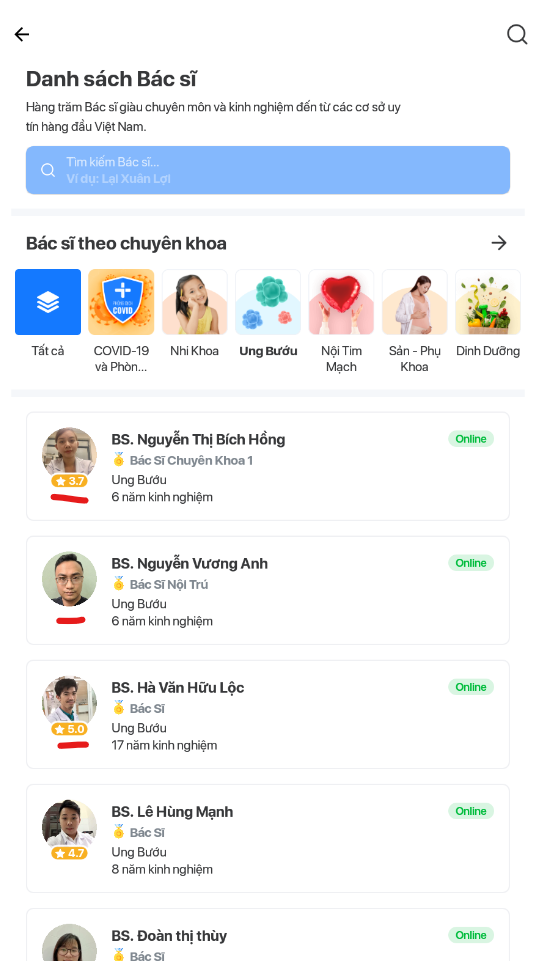 Danh sách Bác sĩ
Hàng trăm Bác sĩ giàu chuyên môn và kinh nghiệm đến từ các cơ sở uy
tín hàng đầu Việt Nam.
Tìm kiếm Bác sĩ...
Ví dụ: Lại Xuân Lợi
Bác sĩ theo chuyên khoa
PHÒNG DỊCH
COVID
Tất cả
COVID-19
và Phòn...
Nhi Khoa
Ung Bướu
Nội Tim
Mạch
Sản - Phụ
Khoa
Dinh Dưỡng
BS. Nguyễn Thị Bích Hồng
Online
Bác Sĩ Chuyên Khoa 1
3.7
Ung Bướu
6 năm kinh nghiệm
BS. Nguyễn Vương Anh
Online
Bác Sĩ Nội Trú
Ung Bướu
6 năm kinh nghiệm
BS. Hà Văn Hữu Lộc
Online
Bác Sĩ
5.0
Ung Bướu
17 năm kinh nghiệm
BS. Lê Hùng Mạnh
Online
Bác Sĩ
4.7
Ung Bướu
8 năm kinh nghiệm
BS. Đoàn thị thùy
Online
Bác Sĩ